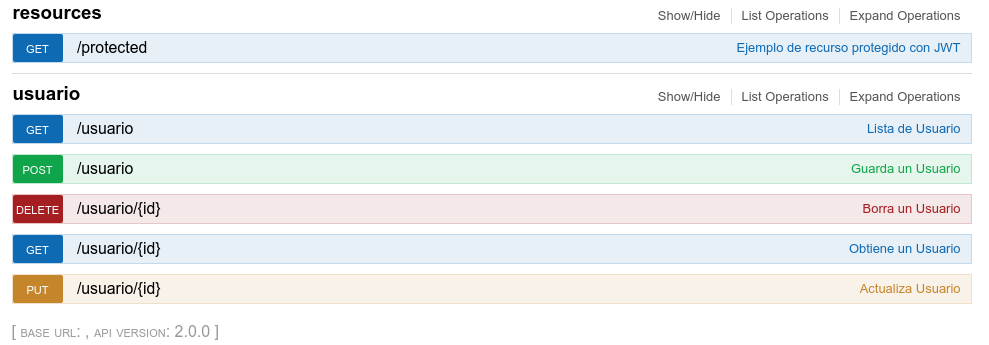 resources Show/Hide List Operations Expand Operations
GET /protected Ejemplo de recurso protegido con JWT
usuario Show/Hide List Operations Expand Operations
GET /usuario Lista de Usuario
POST /usuario Guarda un Usuario
DELETE /usuario/{id} Borra un Usuario
GET /usuario/{id} Obtiene un Usuario
PUT /usuario/{id} Actualiza Usuario
[ BASE URL: , API VERSION: 2.0.0 ]